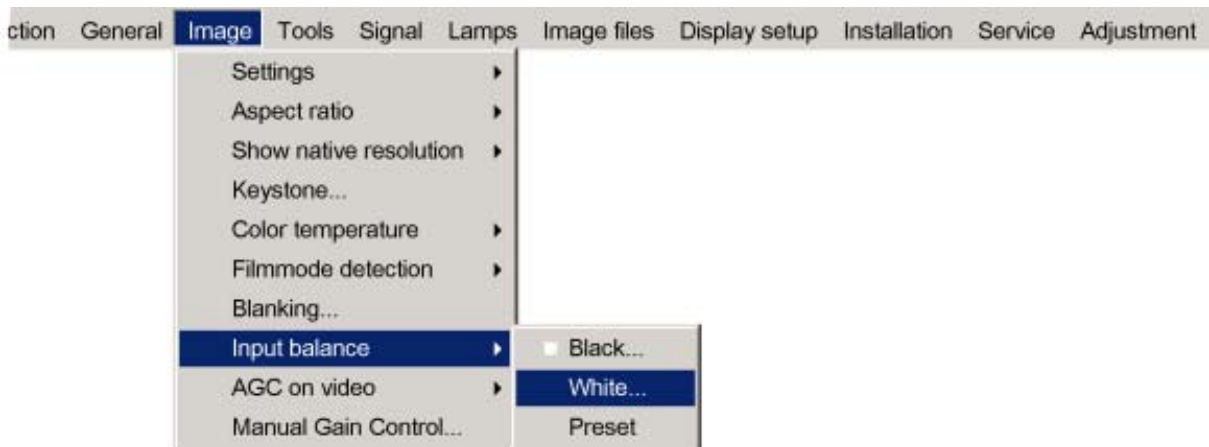 ction General Image Tools Signal Lamps Image files Display setup Installation Service Adjustment
Settings
Aspect ratio
Show native resolution
Keystone...
Color temperature
Filmmode detection
Blanking...
Input balance Black...
AGC on video White...
Manual Gain Control... Preset